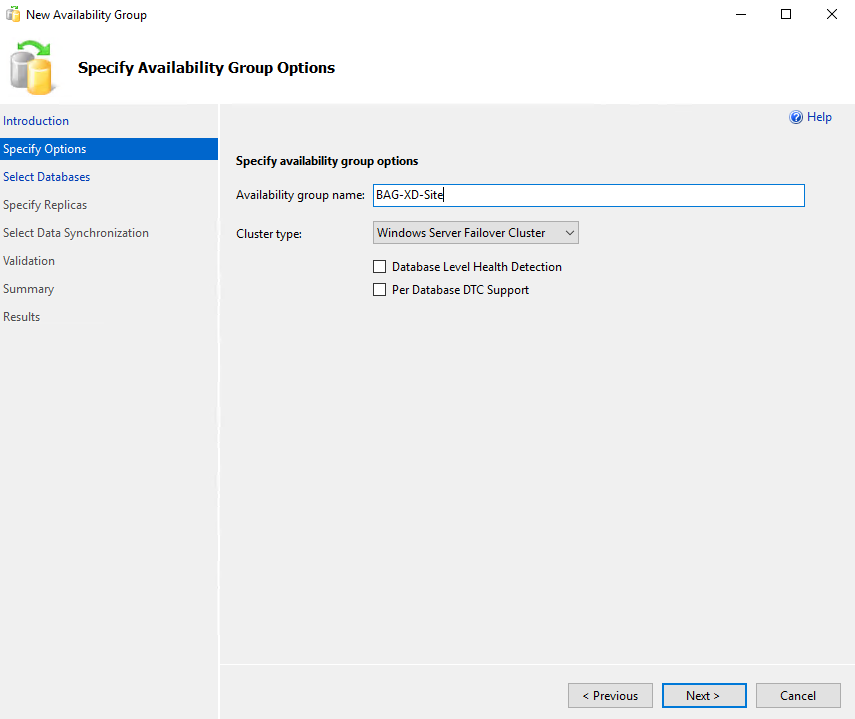 New Availability Group
Specify Availability Group Options
Introduction
Specify Options
Select Databases
Specify Replicas
Select Data Synchronization
Validation
Summary
Results
Help
Specify availability group options
Availability group name: BAG-XD-Site
Cluster type: Windows Server Failover Cluster
Database Level Health Detection
Per Database DTC Support
< Previous Next > Cancel